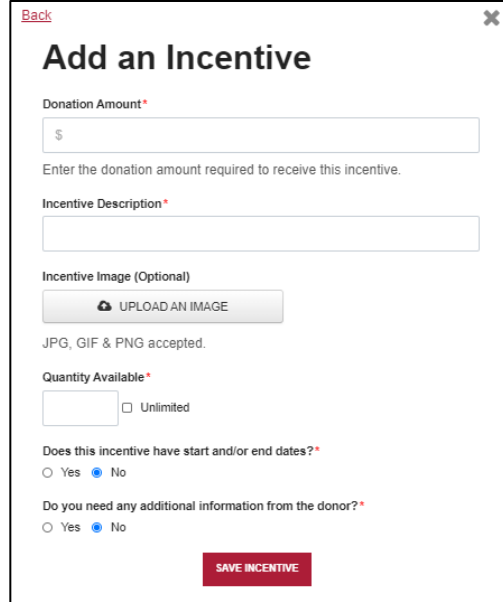 Back
Add an Incentive
Donation Amount*
$
Enter the donation amount required to receive this incentive.
Incentive Description*
Incentive Image (Optional)
UPLOAD AN IMAGE
JPG, GIF & PNG accepted.
Quantity Available*
Unlimited
Does this incentive have start and/or end dates?*
Yes No
Do you need any additional information from the donor?*
Yes No
SAVE INCENTIVE